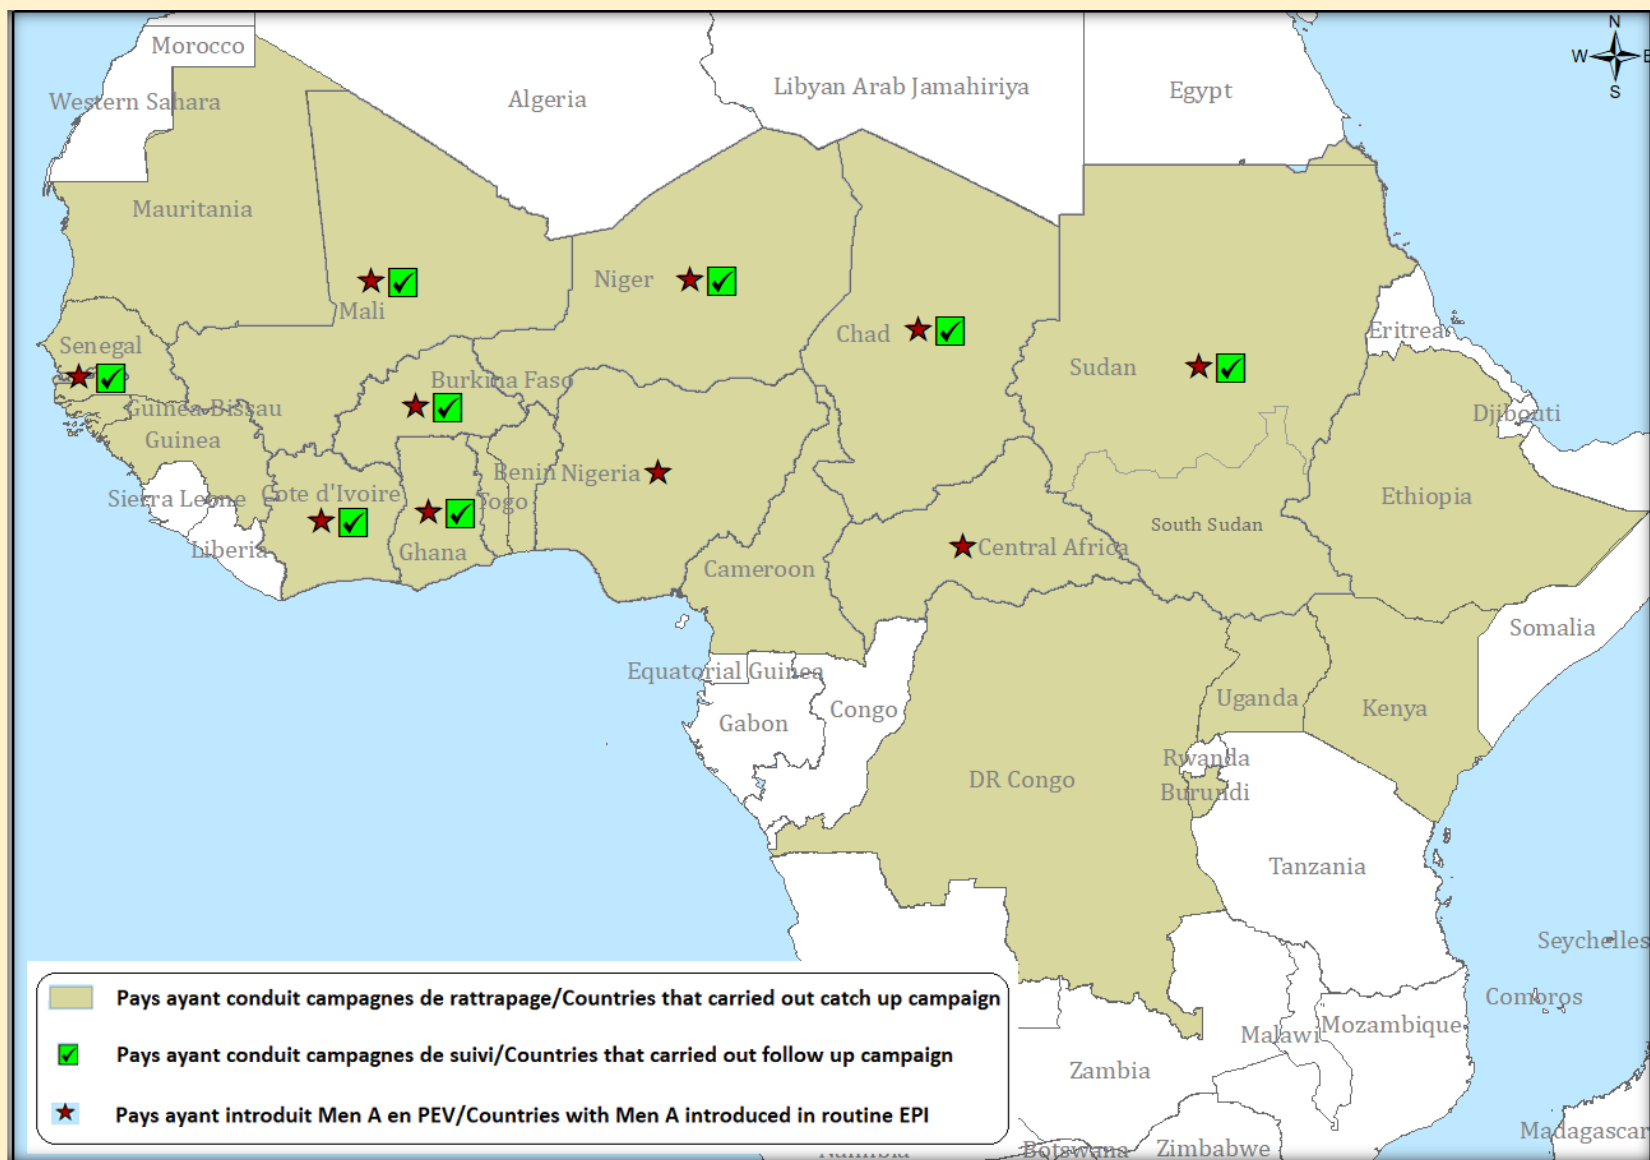 N
Morocco
W
E
Libyan Arab Jamahiriya
Egypt
S
Western Sahara
Algeria
Mauritania
Niger
Mali
Chad
Eritrea
Senegal
Sudan
Burkina Faso
Guinea-Bissau
Djibouti
Guinea
Benin
Nigeria
Sierra Leone
Cote d'Ivoire
Togo
Ethiopia
South Sudan
Liberia
Ghana
Central Africa
Cameroon
Somalia
Equatorial Guinea
Uganda
Congo
Kenya
Gabon
Rwanda
DR Congo
Burundi
Tanzania
Seychelles
Pays ayant conduit campagnes de rattrapage/Countries that carried out catch up campaign
Comoros
Malawi
Mozambique
Pays ayant conduit campagnes de suivi/Countries that carried out follow up campaign
Zambia
Pays ayant introduit Men A en PEV/Countries with Men A introduced in routine EPI
Madagascar
Botswana
Zimbabwe